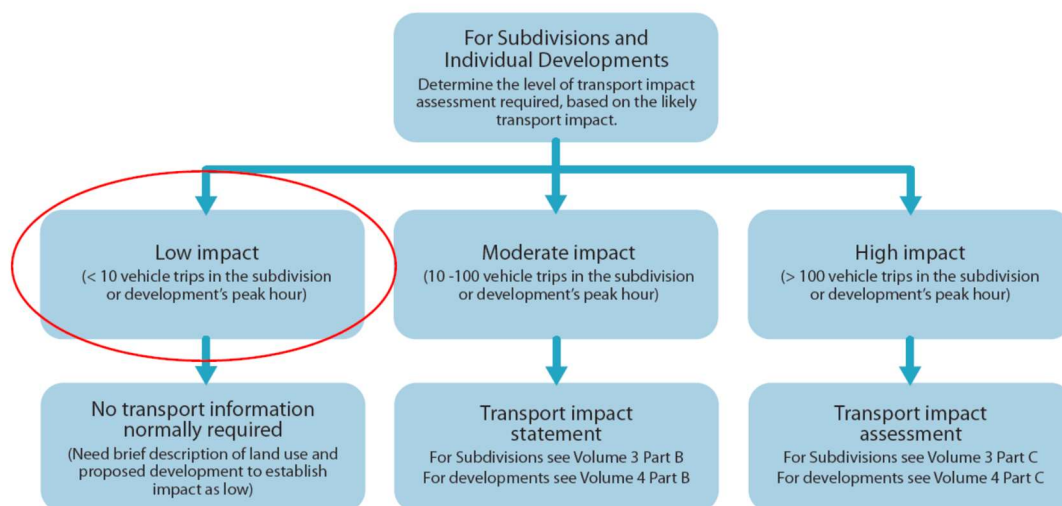 For Subdivisions and
Individual Developments
Determine the level of transport impact
assessment required, based on the likely
transport impact.
Low impact
(< 10 vehicle trips in the subdivision
or development's peak hour)
Moderate impact
(10 -100 vehicle trips in the subdivision
or development's peak hour)
High impact
(> 100 vehicle trips in the subdivision
or development's peak hour)
No transport information
normally required
(Need brief description of land use and
proposed development to establish
impact as low)
Transport impact
statement
For Subdivisions see Volume 3 Part B
For developments see Volume 4 Part B
Transport impact
assessment
For Subdivisions see Volume 3 Part C
For developments see Volume 4 Part C